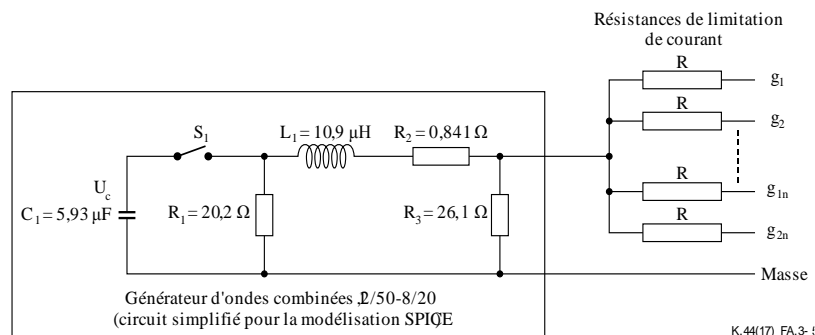 Résistances de limitation
de courant
R
g1
R
g2
S1
L1 = 10,9 µH
R2 = 0,841 Ω
Uc
C1 = 5,93 µF
R1 = 20,2 Ω
R3 = 26,1 Ω
R
g1n
R
g2n
Masse
Générateur d'ondes combinées 1,2/50-8/20
(circuit simplifié pour la modélisation SPICE)
K.44(17)_FA.3-5